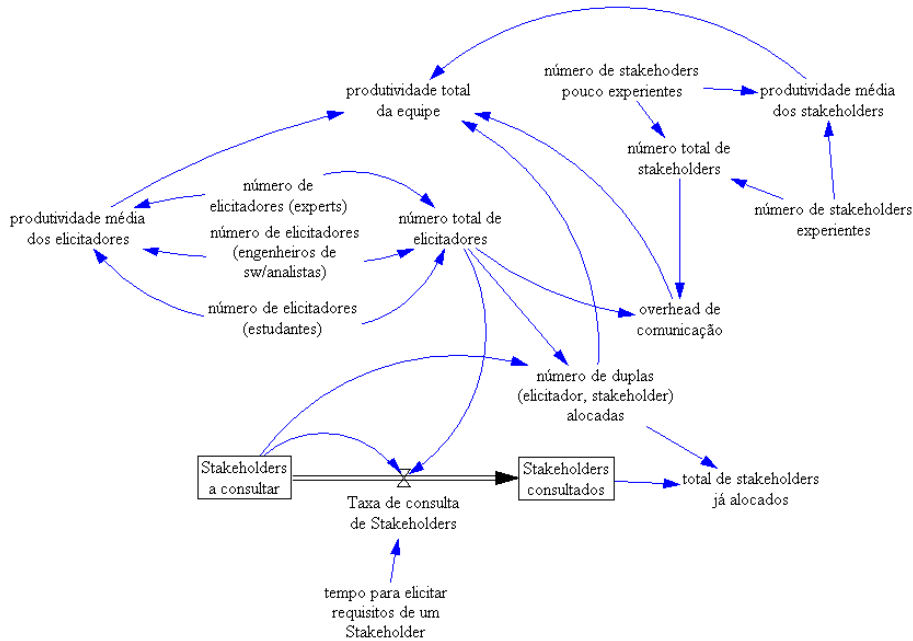 número de stakehoders
pouco experientes
produtividade total
da equipe
produtividade média
dos stakeholders
número total de
stakeholders
número de
elicitadores (experts)
produtividade média
dos elicitadores
número total de
elicitadores
número de stakeholders
experientes
número de elicitadores
(engenheiros de
sw/analistas)
número de elicitadores
(estudantes)
overhead de
comunicação
número de duplas
(elicitador, stakeholder)
alocadas
Stakeholders
a consultar
Stakeholders
consultados
total de stakeholders
já alocados
Taxa de consulta
de Stakeholders
tempo para elicitar
requisitos de um
Stakeholder